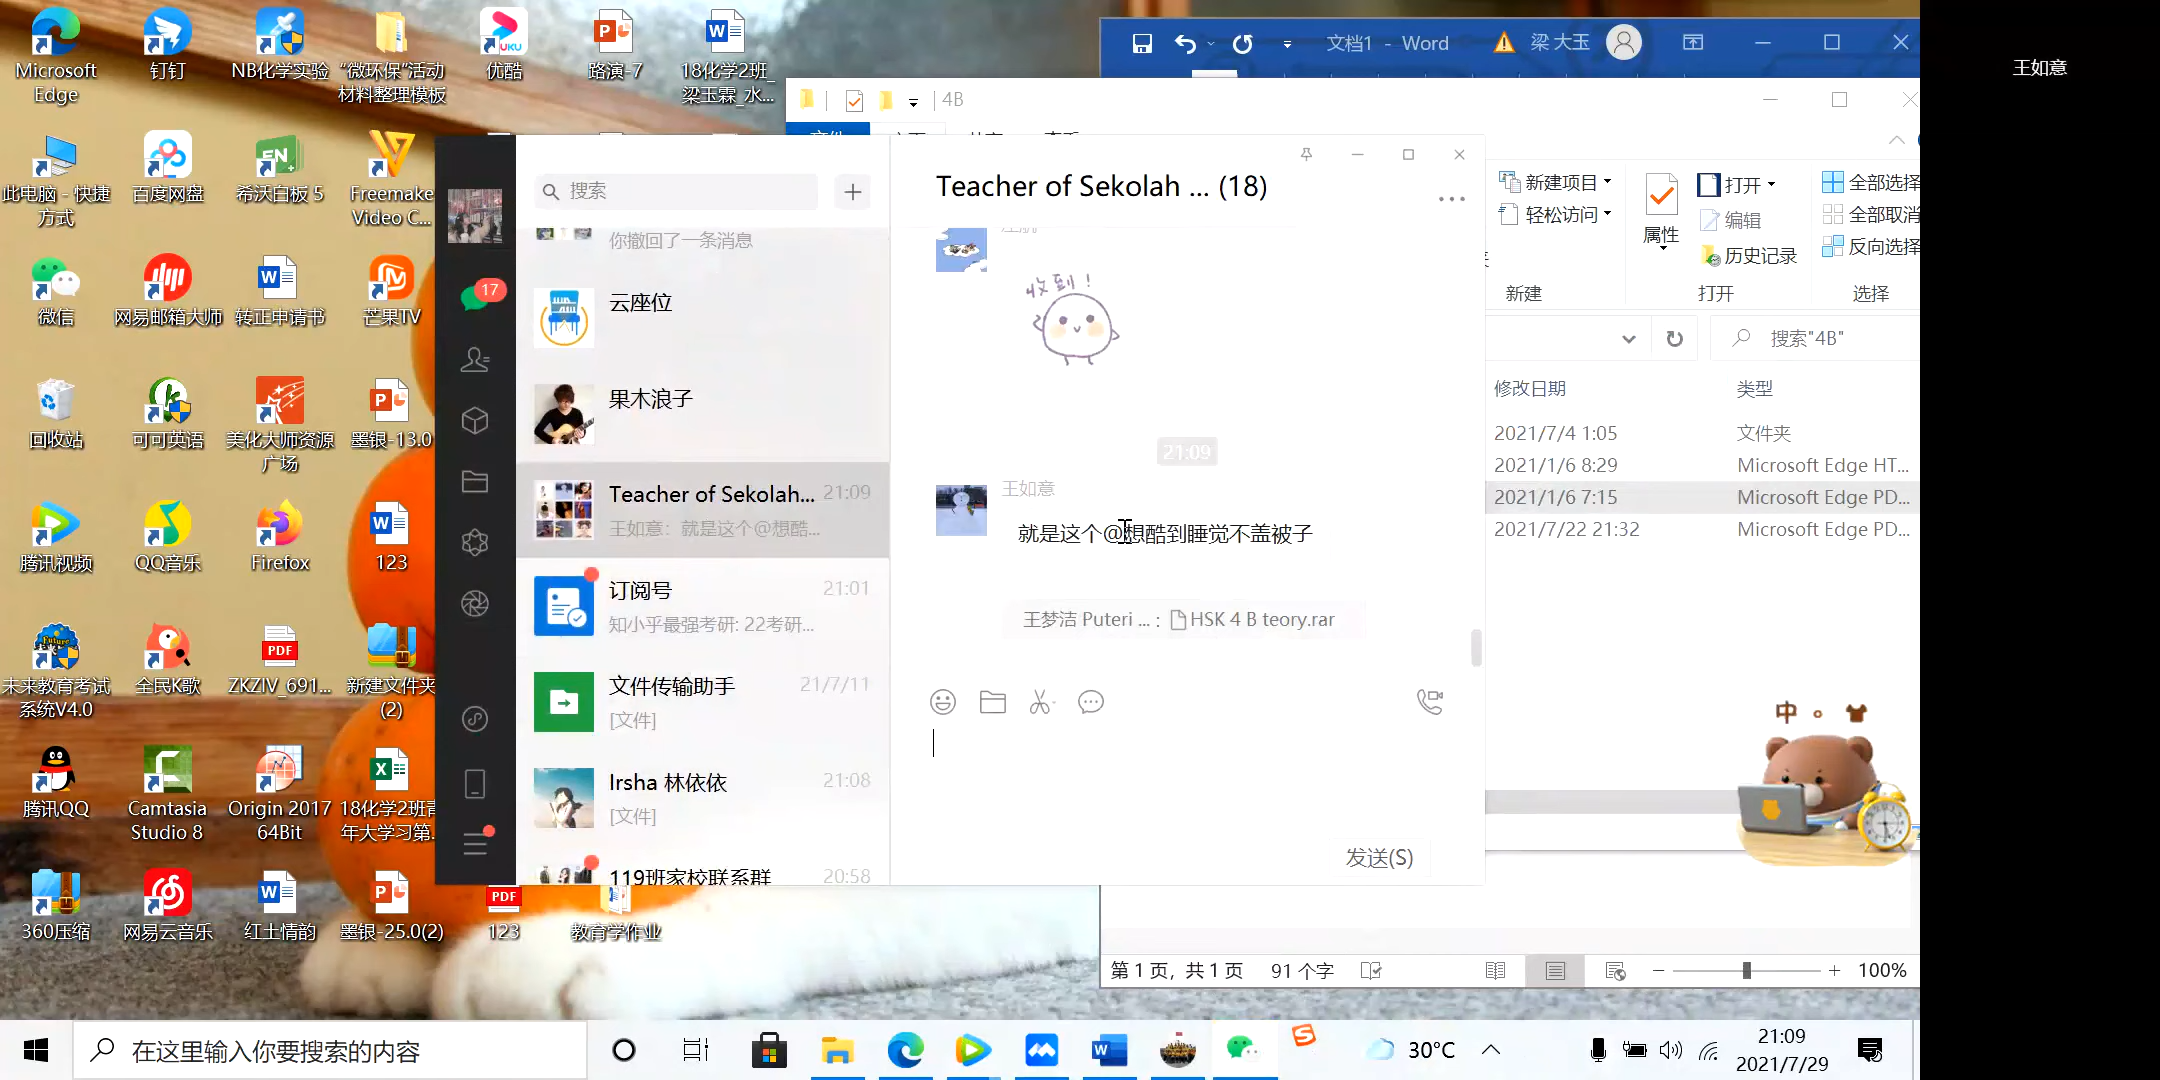 Microsoft
Edge
钉钉
NB化学实验
“微环保”活动
材料整理模板
优酷
路演-7
18化学2班_
梁玉霖_水...
此电脑 - 快捷
方式
百度网盘
希沃白板 5
Freemake
Video C...
微信
网易邮箱大师
转正申请书
芒果TV
回收站
可可英语
美化大师资源
广场
墨银-13.0
腾讯视频
QQ音乐
Firefox
123
未来教育考试
系统V4.0
全民K歌
ZKZIV_691...
新建文件夹
(2)
腾讯QQ
Camtasia
Studio 8
Origin 2017
64Bit
18化学2班青
年大学习第...
360压缩
网易云音乐
红土情韵
墨银-25.0(2)
123
教育学作业
文档1 - Word
梁 大玉
4B
王如意
搜索
17
你撤回了一条消息
云座位
果木浪子
Teacher of Sekolah... 21:09
王如意: 就是这个@想酷...
订阅号 21:01
知小乎最强考研: 22考研...
文件传输助手 21/7/11
[文件]
Irsha 林依依 21:08
[文件]
119班家校联系群 20:58
Teacher of Sekolah ... (18)
收到!
21:09
王如意
就是这个@想酷到睡觉不盖被子
王梦洁 Puteri ... : HSK 4 B teory.rar
发送(S)
新建项目
轻松访问
新建
属性
打开
编辑
历史记录
打开
全部选择
全部取消
反向选择
选择
搜索"4B"
修改日期 类型
2021/7/4 1:05 文件夹
2021/1/6 8:29 Microsoft Edge HT...
2021/1/6 7:15 Microsoft Edge PD...
2021/7/22 21:32 Microsoft Edge PD...
中
第 1 页, 共 1 页 91 个字
100%
在这里输入你要搜索的内容
30°C
21:09
2021/7/29